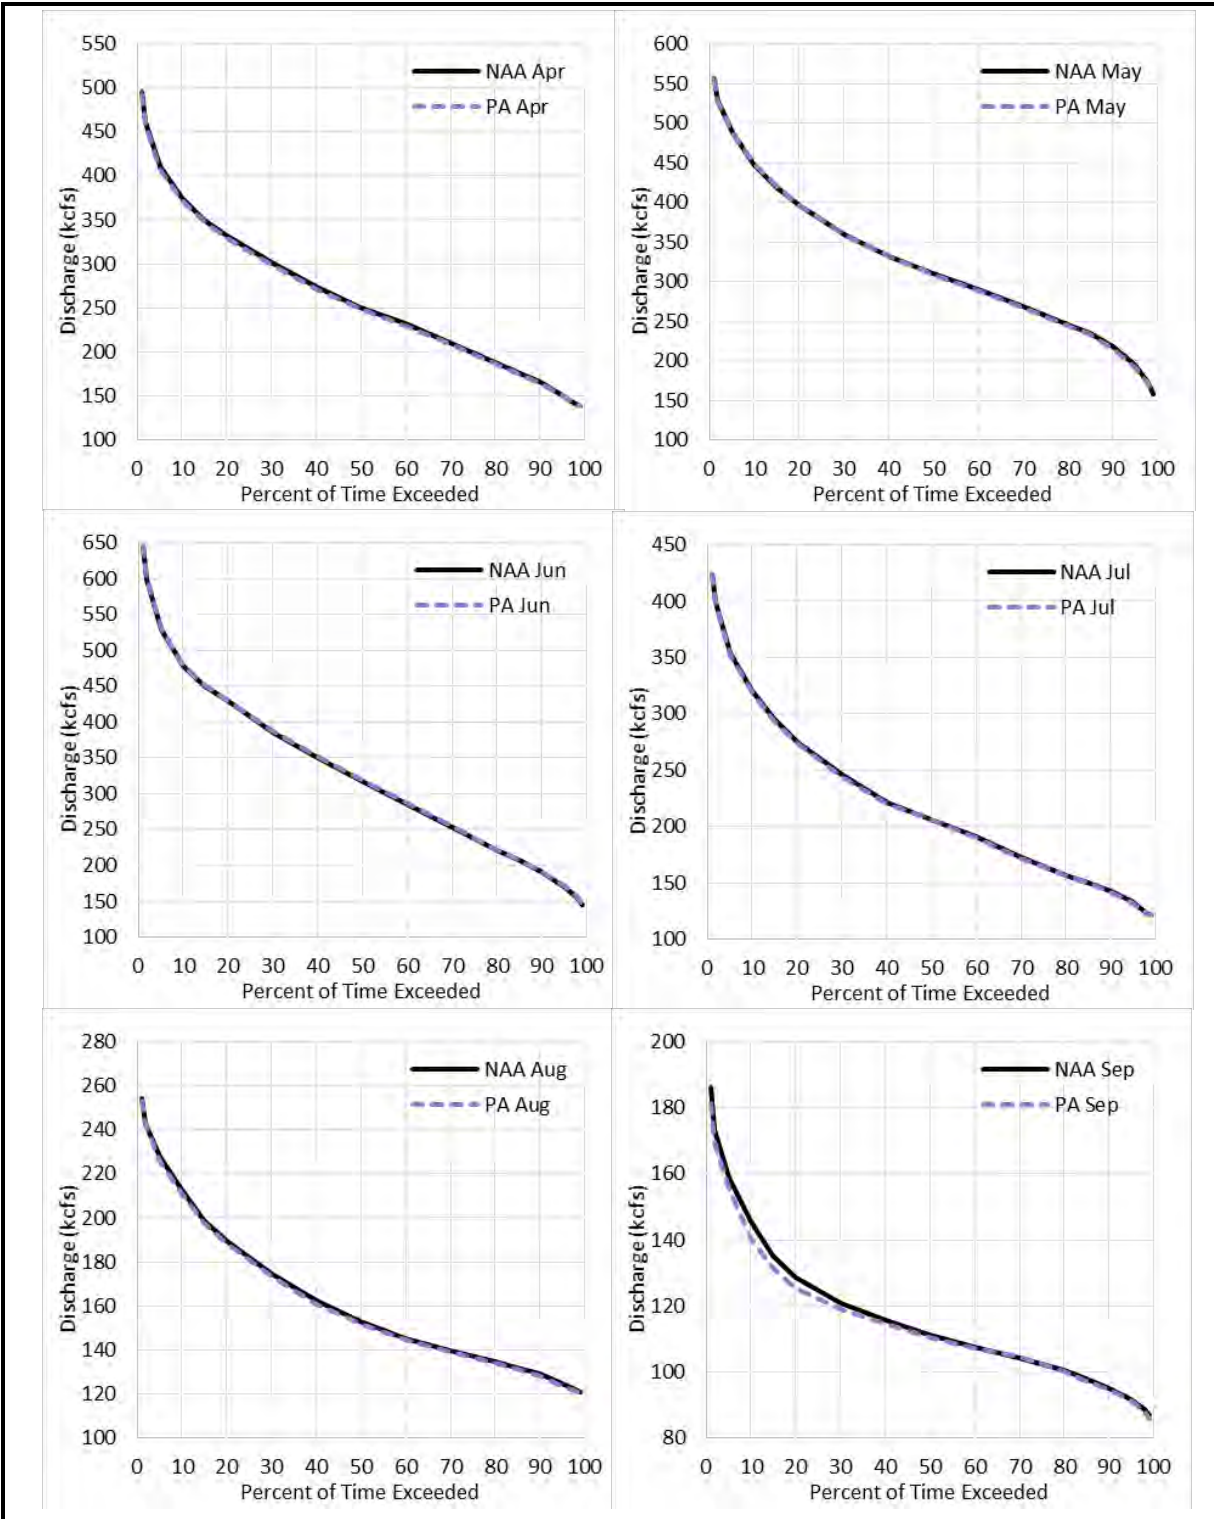 550
500
450
400
350
300
250
200
150
100
Discharge (kcfs)
NAA Apr
PA Apr
0 10 20 30 40 50 60 70 80 90 100
Percent of Time Exceeded
600
550
500
450
400
350
300
250
200
150
100
Discharge (kcfs)
NAA May
PA May
0 10 20 30 40 50 60 70 80 90 100
Percent of Time Exceeded
650
600
550
500
450
400
350
300
250
200
150
100
Discharge (kcfs)
NAA Jun
PA Jun
0 10 20 30 40 50 60 70 80 90 100
Percent of Time Exceeded
450
400
350
300
250
200
150
100
Discharge (kcfs)
NAA Jul
PA Jul
0 10 20 30 40 50 60 70 80 90 100
Percent of Time Exceeded
280
260
240
220
200
180
160
140
120
100
Discharge (kcfs)
NAA Aug
PA Aug
0 10 20 30 40 50 60 70 80 90 100
Percent of Time Exceeded
200
180
160
140
120
100
80
Discharge (kcfs)
NAA Sep
PA Sep
0 10 20 30 40 50 60 70 80 90 100
Percent of Time Exceeded